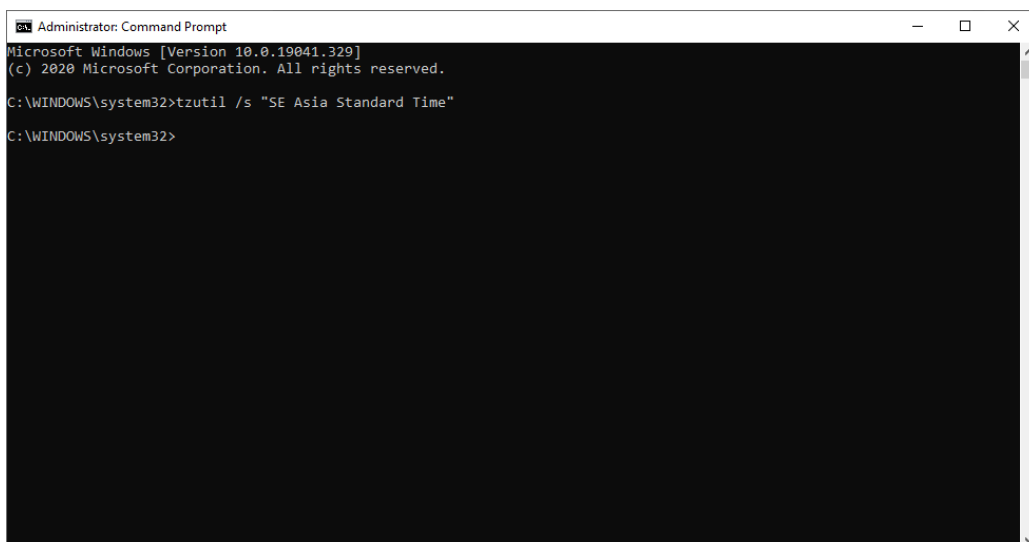 Administrator: Command Prompt
Microsoft Windows [Version 10.0.19041.329]
(c) 2020 Microsoft Corporation. All rights reserved.
C:\WINDOWS\system32>tzutil /s "SE Asia Standard Time"
C:\WINDOWS\system32>